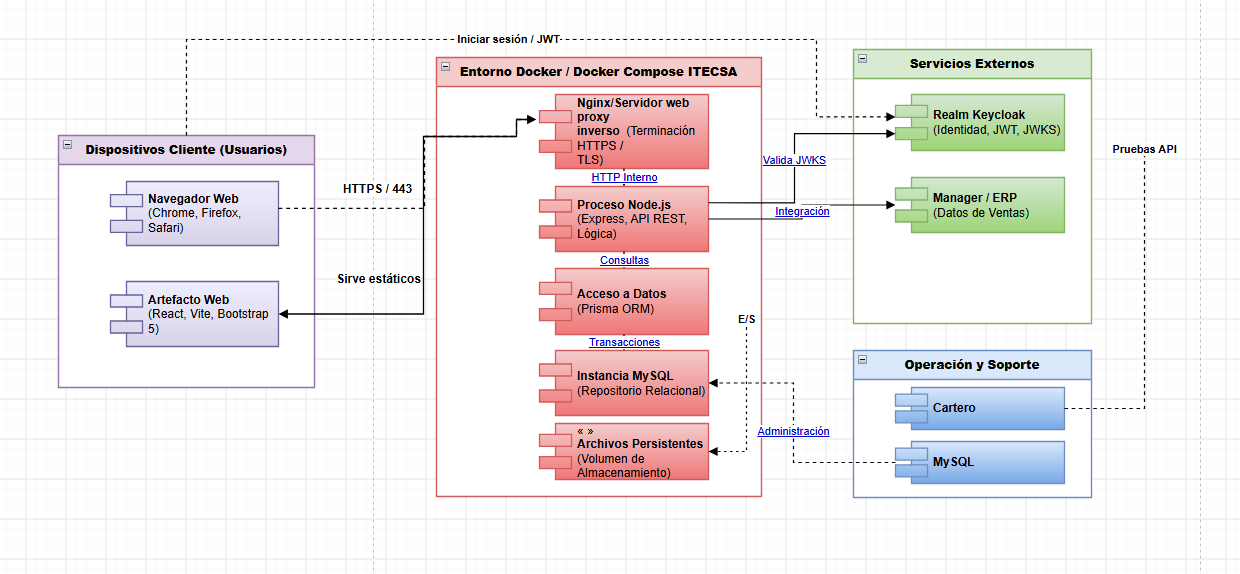 Iniciar sesión / JWT
Dispositivos Cliente (Usuarios)
Navegador Web
(Chrome, Firefox,
Safari)
Artefacto Web
(React, Vite, Bootstrap
5)
HTTPS / 443
Sirve estáticos
Entorno Docker / Docker Compose ITECSA
Nginx/Servidor web
proxy
inverso (Terminación
HTTPS /
TLS)
HTTP Interno
Proceso Node.js
(Express, API REST,
Lógica)
Consultas
Acceso a Datos
(Prisma ORM)
Transacciones
Instancia MySQL
(Repositorio Relacional)
« »
Archivos Persistentes
(Volumen de
Almacenamiento)
E/S
Valida JWKS
Integración
Administración
Servicios Externos
Realm Keycloak
(Identidad, JWT, JWKS)
Manager / ERP
(Datos de Ventas)
Operación y Soporte
Cartero
MySQL
Pruebas API